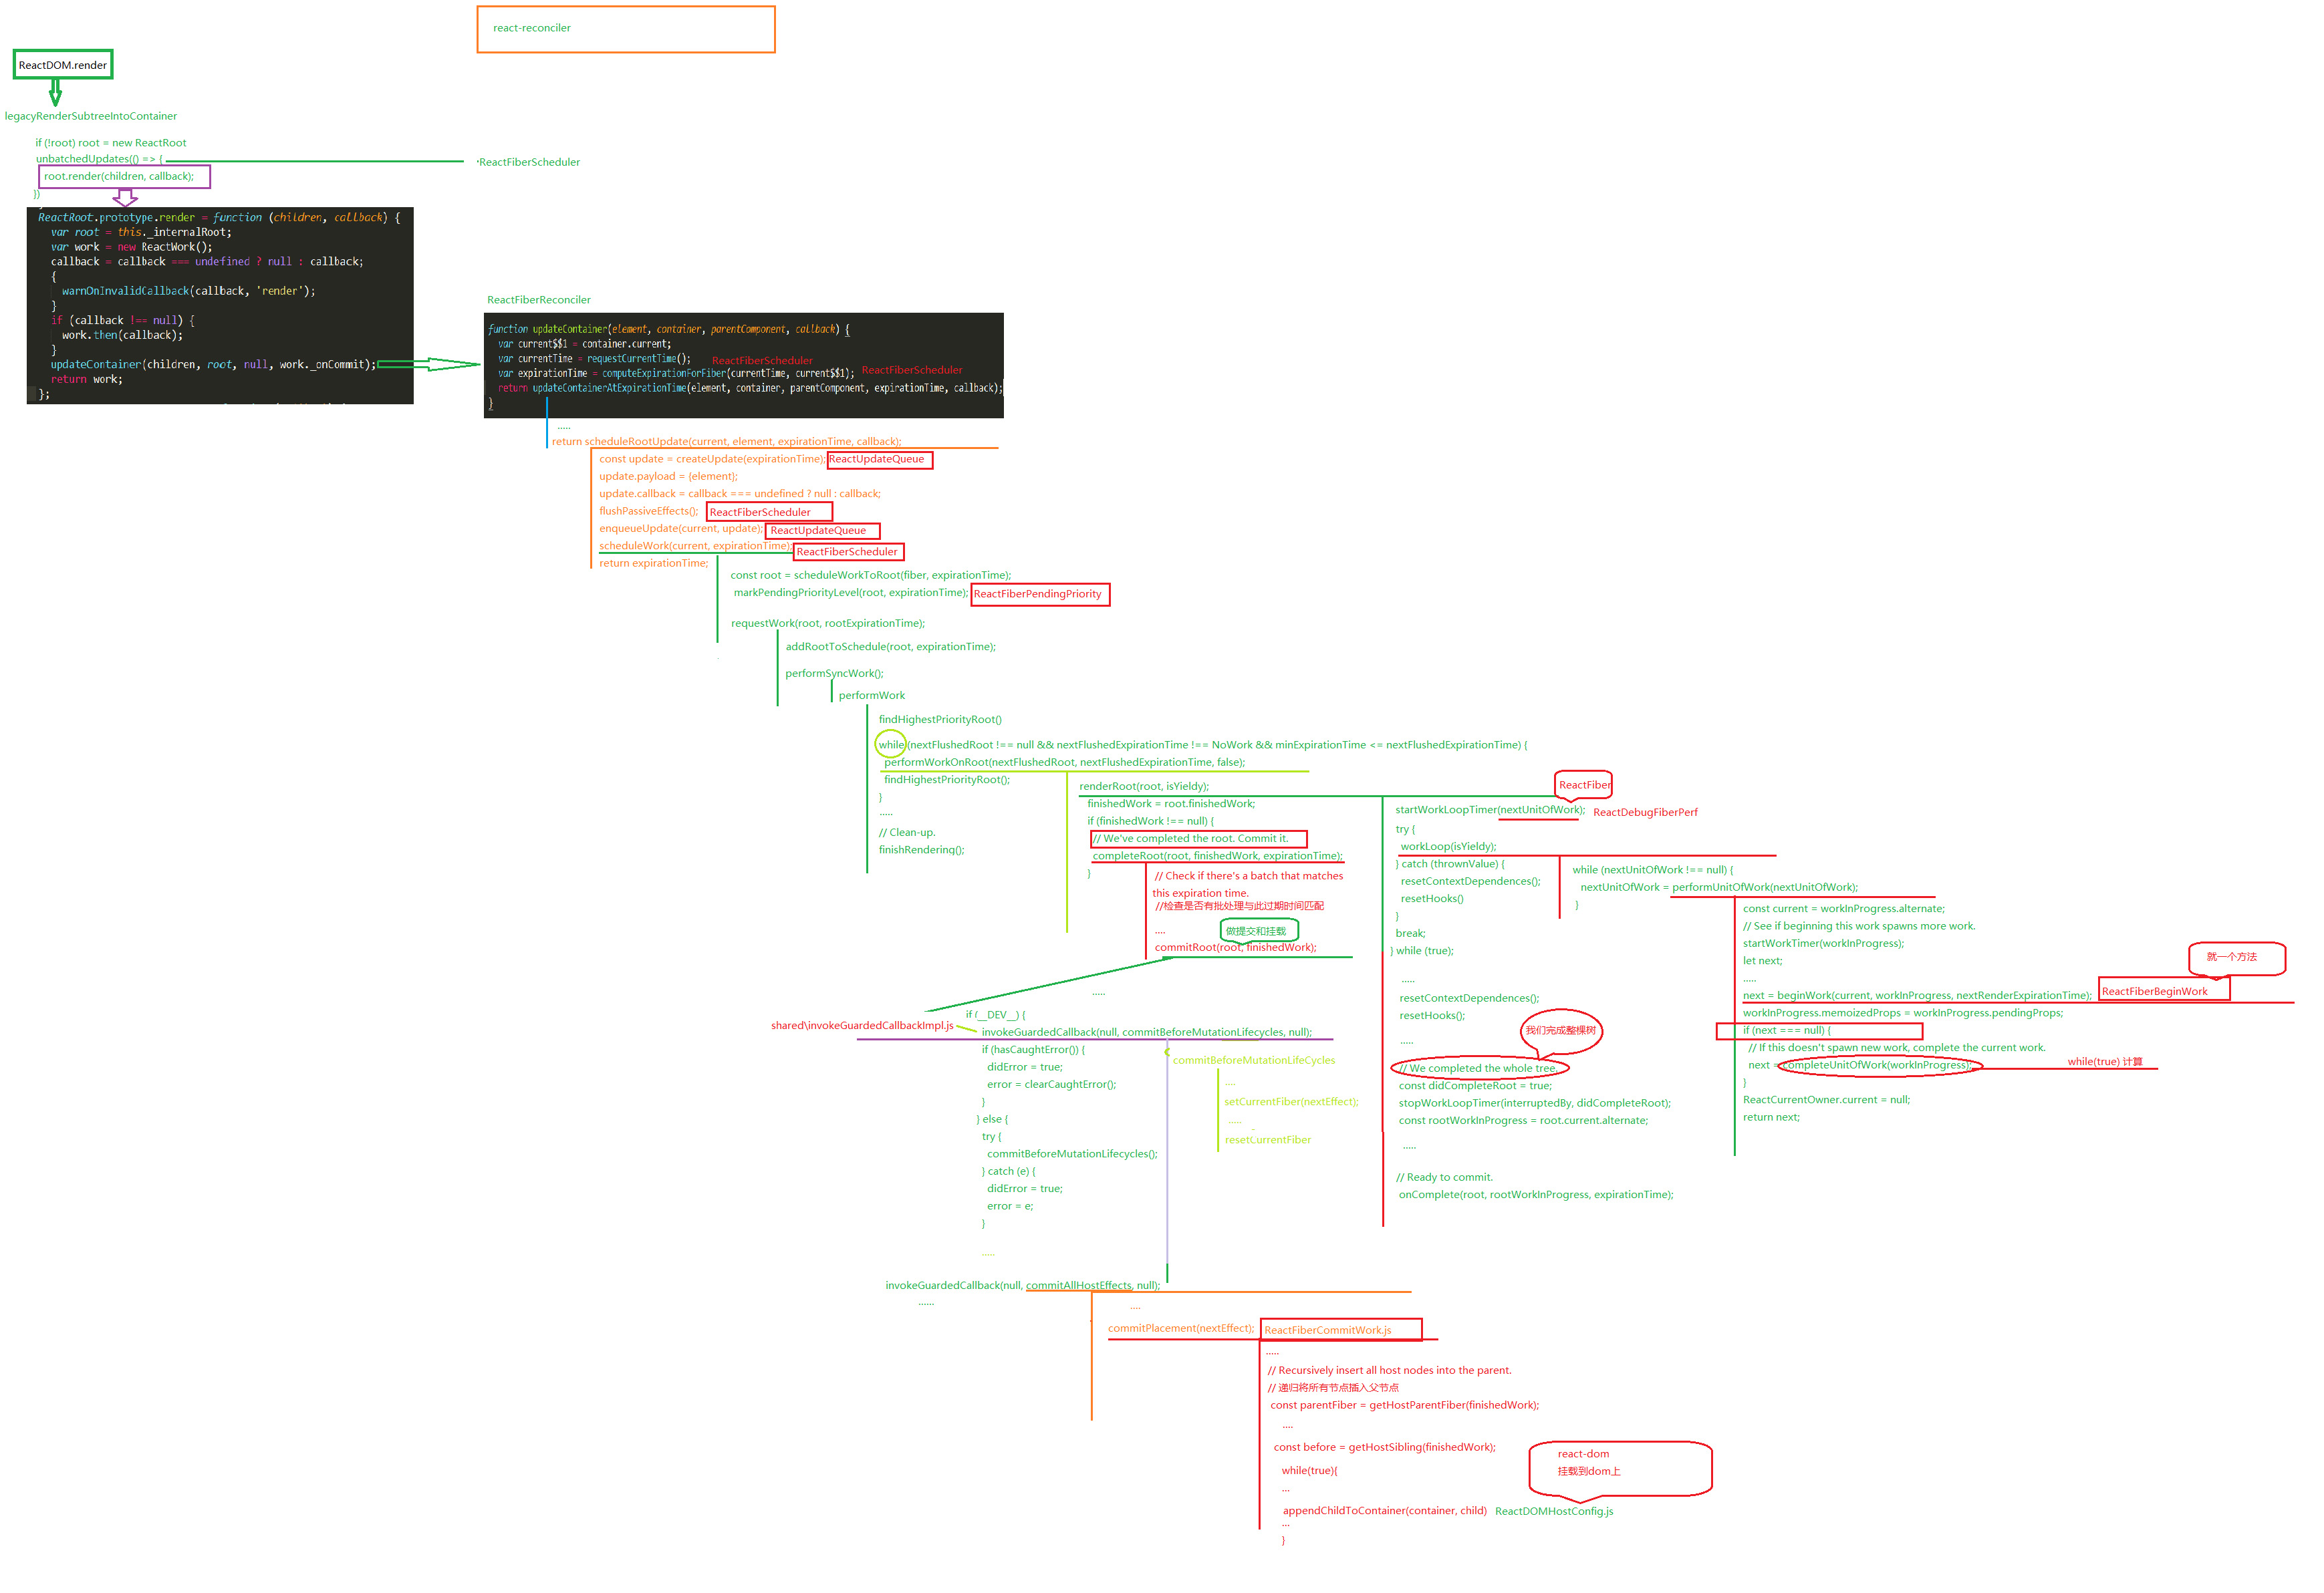 react-reconciler
ReactDOM.render
legacyRenderSubtreeIntoContainer
if (!root) root = new ReactRoot
unbatchedUpdates(() => {
ReactFiberScheduler
root.render(children, callback);
})
ReactRoot.prototype.render = function (children, callback) {
var root = this._internalRoot;
var work = new ReactWork();
callback = callback === undefined ? null : callback;
{
warnOnInvalidCallback(callback, 'render');
}
if (callback !== null) {
work.then(callback);
}
updateContainer(children, root, null, work._onCommit);
return work;
};
ReactFiberReconciler
function updateContainer(element, container, parentComponent, callback) {
var current$$1 = container.current;
var currentTime = requestCurrentTime(); ReactFiberScheduler
var expirationTime = computeExpirationForFiber(currentTime, current$$1); ReactFiberScheduler
return updateContainerAtExpirationTime(element, container, parentComponent, expirationTime, callback);
}
.....
return scheduleRootUpdate(current, element, expirationTime, callback);
const update = createUpdate(expirationTime); ReactUpdateQueue
update.payload = {element};
update.callback = callback === undefined ? null : callback;
flushPassiveEffects(); ReactFiberScheduler
enqueueUpdate(current, update); ReactUpdateQueue
scheduleWork(current, expirationTime); ReactFiberScheduler
return expirationTime;
const root = scheduleWorkToRoot(fiber, expirationTime);
markPendingPriorityLevel(root, expirationTime); ReactFiberPendingPriority
requestWork(root, rootExpirationTime);
addRootToSchedule(root, expirationTime);
performSyncWork();
performWork
findHighestPriorityRoot()
while (nextFlushedRoot !== null && nextFlushedExpirationTime !== NoWork && minExpirationTime <= nextFlushedExpirationTime) {
performWorkOnRoot(nextFlushedRoot, nextFlushedExpirationTime, false);
findHighestPriorityRoot();
}
.....
// Clean-up.
finishRendering();
renderRoot(root, isYieldy);
finishedWork = root.finishedWork;
if (finishedWork !== null) {
// We've completed the root. Commit it.
completeRoot(root, finishedWork, expirationTime);
}
// Check if there's a batch that matches
this expiration time.
//检查是否有批处理与此过期时间匹配
....
做提交和挂载
commitRoot(root, finishedWork);
ReactFiber
startWorkLoopTimer(nextUnitOfWork); ReactDebugFiberPerf
try {
workLoop(isYieldy);
} catch (thrownValue) {
resetContextDependences();
resetHooks()
}
break;
} while (true);
.....
resetContextDependences();
resetHooks();
我们完成整棵树
.....
// We completed the whole tree.
const didCompleteRoot = true;
stopWorkLoopTimer(interruptedBy, didCompleteRoot);
const rootWorkInProgress = root.current.alternate;
.....
// Ready to commit.
onComplete(root, rootWorkInProgress, expirationTime);
while (nextUnitOfWork !== null) {
nextUnitOfWork = performUnitOfWork(nextUnitOfWork);
}
const current = workInProgress.alternate;
// See if beginning this work spawns more work.
startWorkTimer(workInProgress);
let next;
.....
就一个方法
next = beginWork(current, workInProgress, nextRenderExpirationTime); ReactFiberBeginWork
workInProgress.memoizedProps = workInProgress.pendingProps;
if (next === null) {
// If this doesn't spawn new work, complete the current work.
next = completeUnitOfWork(workInProgress); while(true) 计算
}
ReactCurrentOwner.current = null;
return next;
.....
if (__DEV__) {
shared\invokeGuardedCallbackImpl.js
invokeGuardedCallback(null, commitBeforeMutationLifecycles, null);
if (hasCaughtError()) {
didError = true;
error = clearCaughtError();
}
} else {
try {
commitBeforeMutationLifecycles();
} catch (e) {
didError = true;
error = e;
}
.....
commitBeforeMutationLifeCycles
....
setCurrentFiber(nextEffect);
.....
resetCurrentFiber
invokeGuardedCallback(null, commitAllHostEffects, null);
......
....
commitPlacement(nextEffect); ReactFiberCommitWork.js
.....
// Recursively insert all host nodes into the parent.
// 递归将所有节点插入父节点
const parentFiber = getHostParentFiber(finishedWork);
....
const before = getHostSibling(finishedWork);
while(true){
...
react-dom
挂载到dom上
appendChildToContainer(container, child) ReactDOMHostConfig.js
...
}